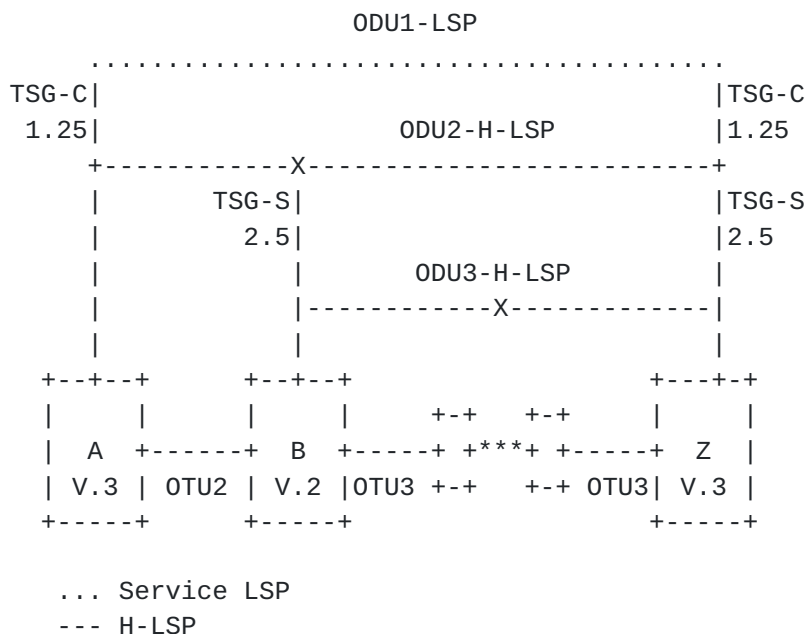 ODU1-LSP
     .........................................
TSG-C|                                       |TSG-C
 1.25|                   ODU2-H-LSP          |1.25
     +------------X--------------------------+
     |       TSG-S|                          |TSG-S
     |         2.5|                          |2.5
     |            |       ODU3-H-LSP         |
     |            |------------X-------------|
     |            |                          |
  +--+--+      +--+--+                   +---+-+
  |     |      |     |     +-+   +-+     |     |
  |  A  +------+  B  +-----+ +***+ +-----+  Z  |
  | V.3 | OTU2 | V.2 |OTU3 +-+   +-+ OTU3| V.3 |
  +-----+      +-----+                   +-----+
   ... Service LSP
   --- H-LSP